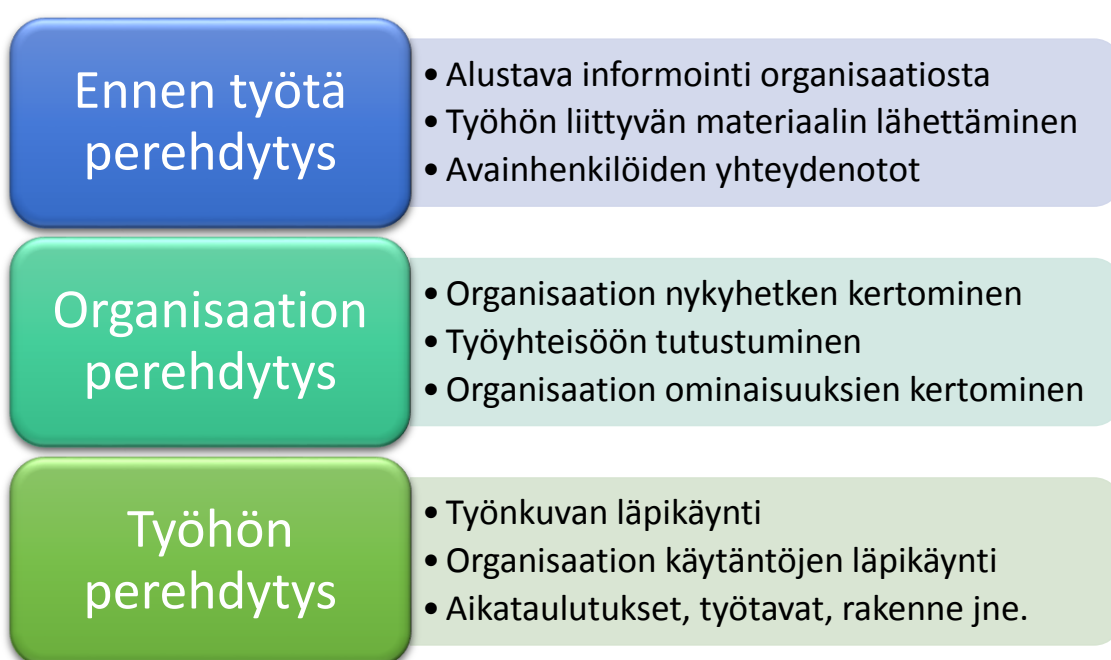 Ennen työtä
perehdytys
• Alustava informointi organisaatiosta
• Työhön liittyvän materiaalin lähettäminen
• Avainhenkilöiden yhteydenotot
Organisaation
perehdytys
• Organisaation nykyhetken kertominen
• Työyhteisöön tutustuminen
• Organisaation ominaisuuksien kertominen
Työhön
perehdytys
• Työnkuvan läpikäynti
• Organisaation käytäntöjen läpikäynti
• Aikataulutukset, työtavat, rakenne jne.